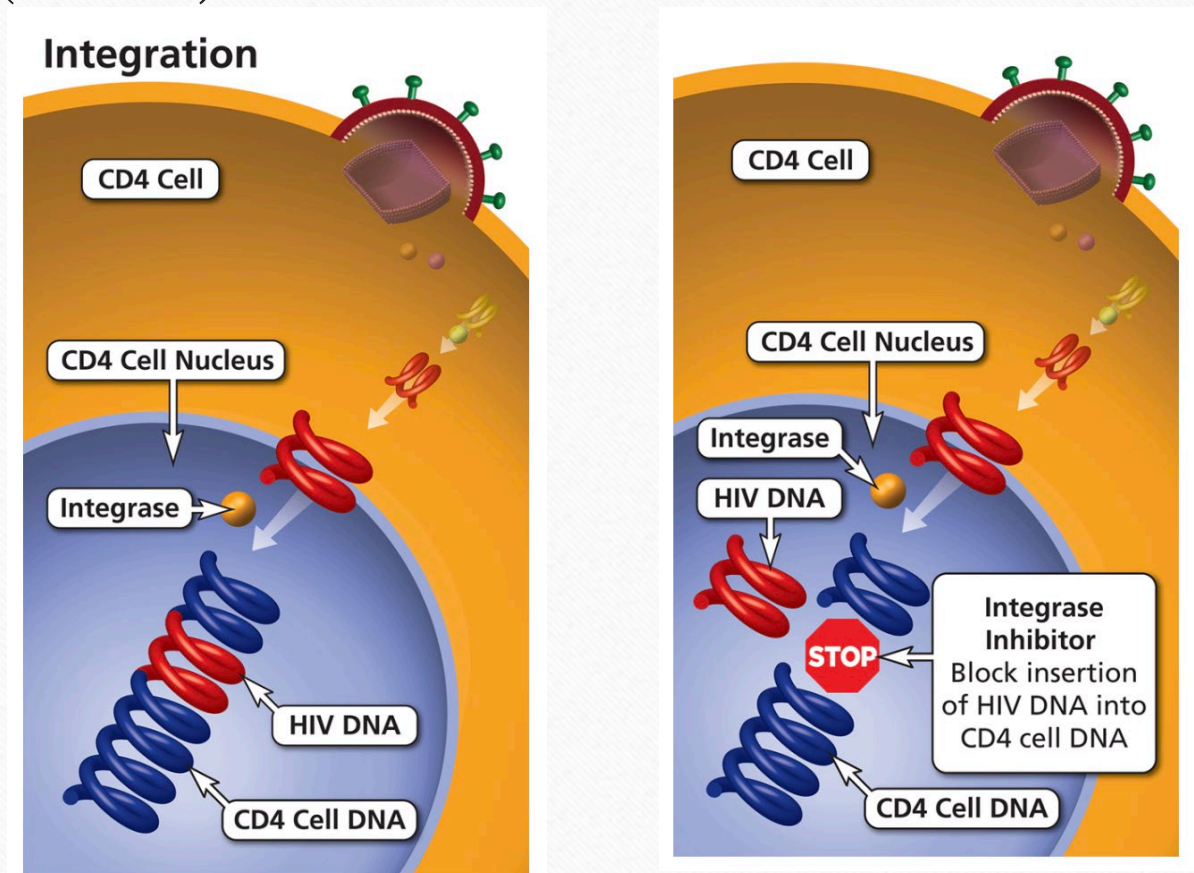 Integration
CD4 Cell
CD4 Cell Nucleus
Integrase
HIV DNA
CD4 Cell DNA
CD4 Cell
CD4 Cell Nucleus
Integrase
HIV DNA
STOP
Integrase
Inhibitor
Block insertion
of HIV DNA into
CD4 cell DNA
CD4 Cell DNA